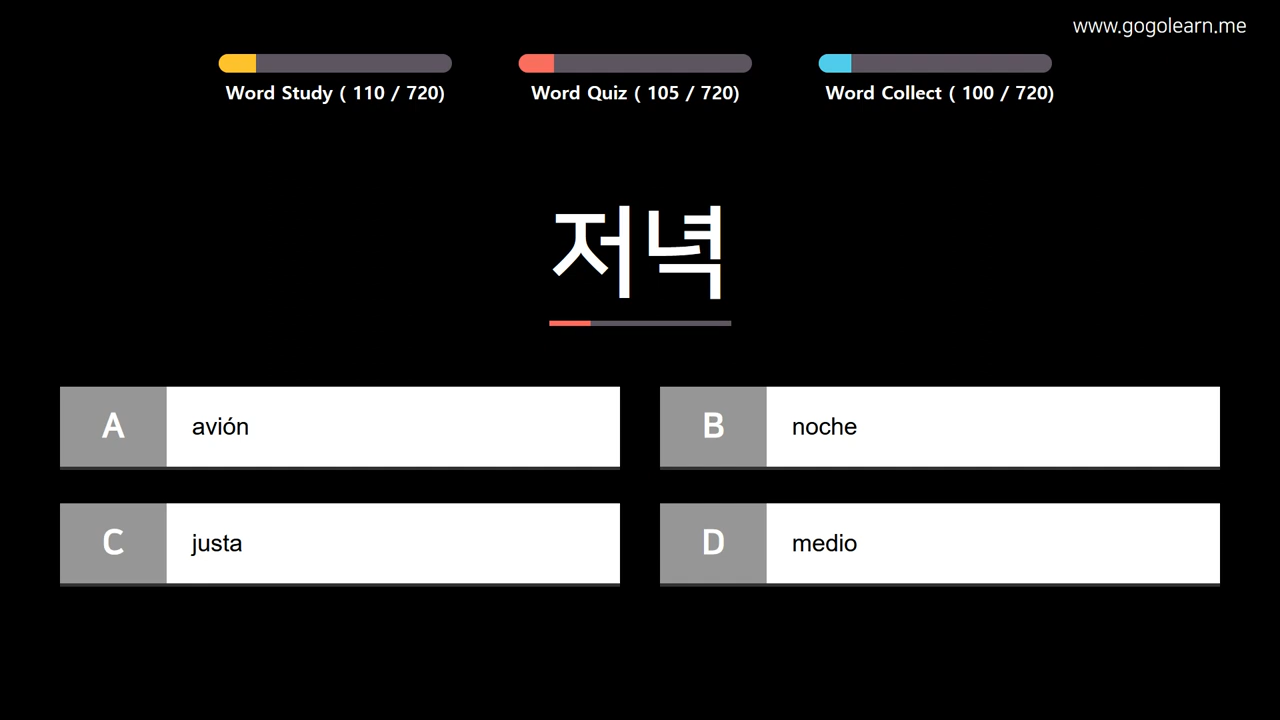 www.gogolearn.me
Word Study ( 110 / 720)
Word Quiz ( 105 / 720)
Word Collect ( 100 / 720)
저녁
A avión
B noche
C justa
D medio